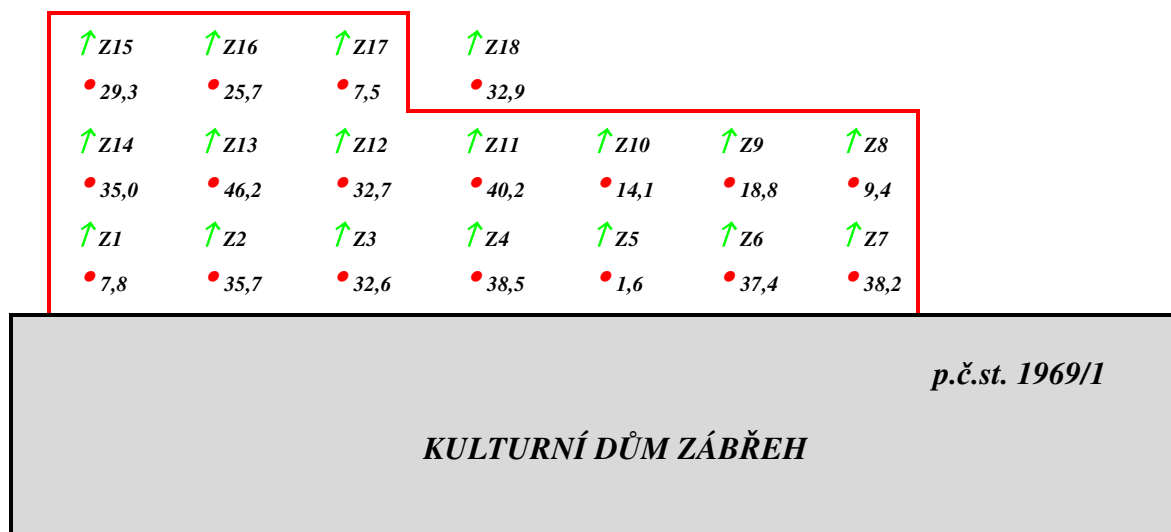 Z15 Z16 Z17 Z18
29,3 25,7 7,5 32,9
Z14 Z13 Z12 Z11 Z10 Z9 Z8
35,0 46,2 32,7 40,2 14,1 18,8 9,4
Z1 Z2 Z3 Z4 Z5 Z6 Z7
7,8 35,7 32,6 38,5 1,6 37,4 38,2
p.č.st. 1969/1
KULTURNÍ DŮM ZÁBŘEH